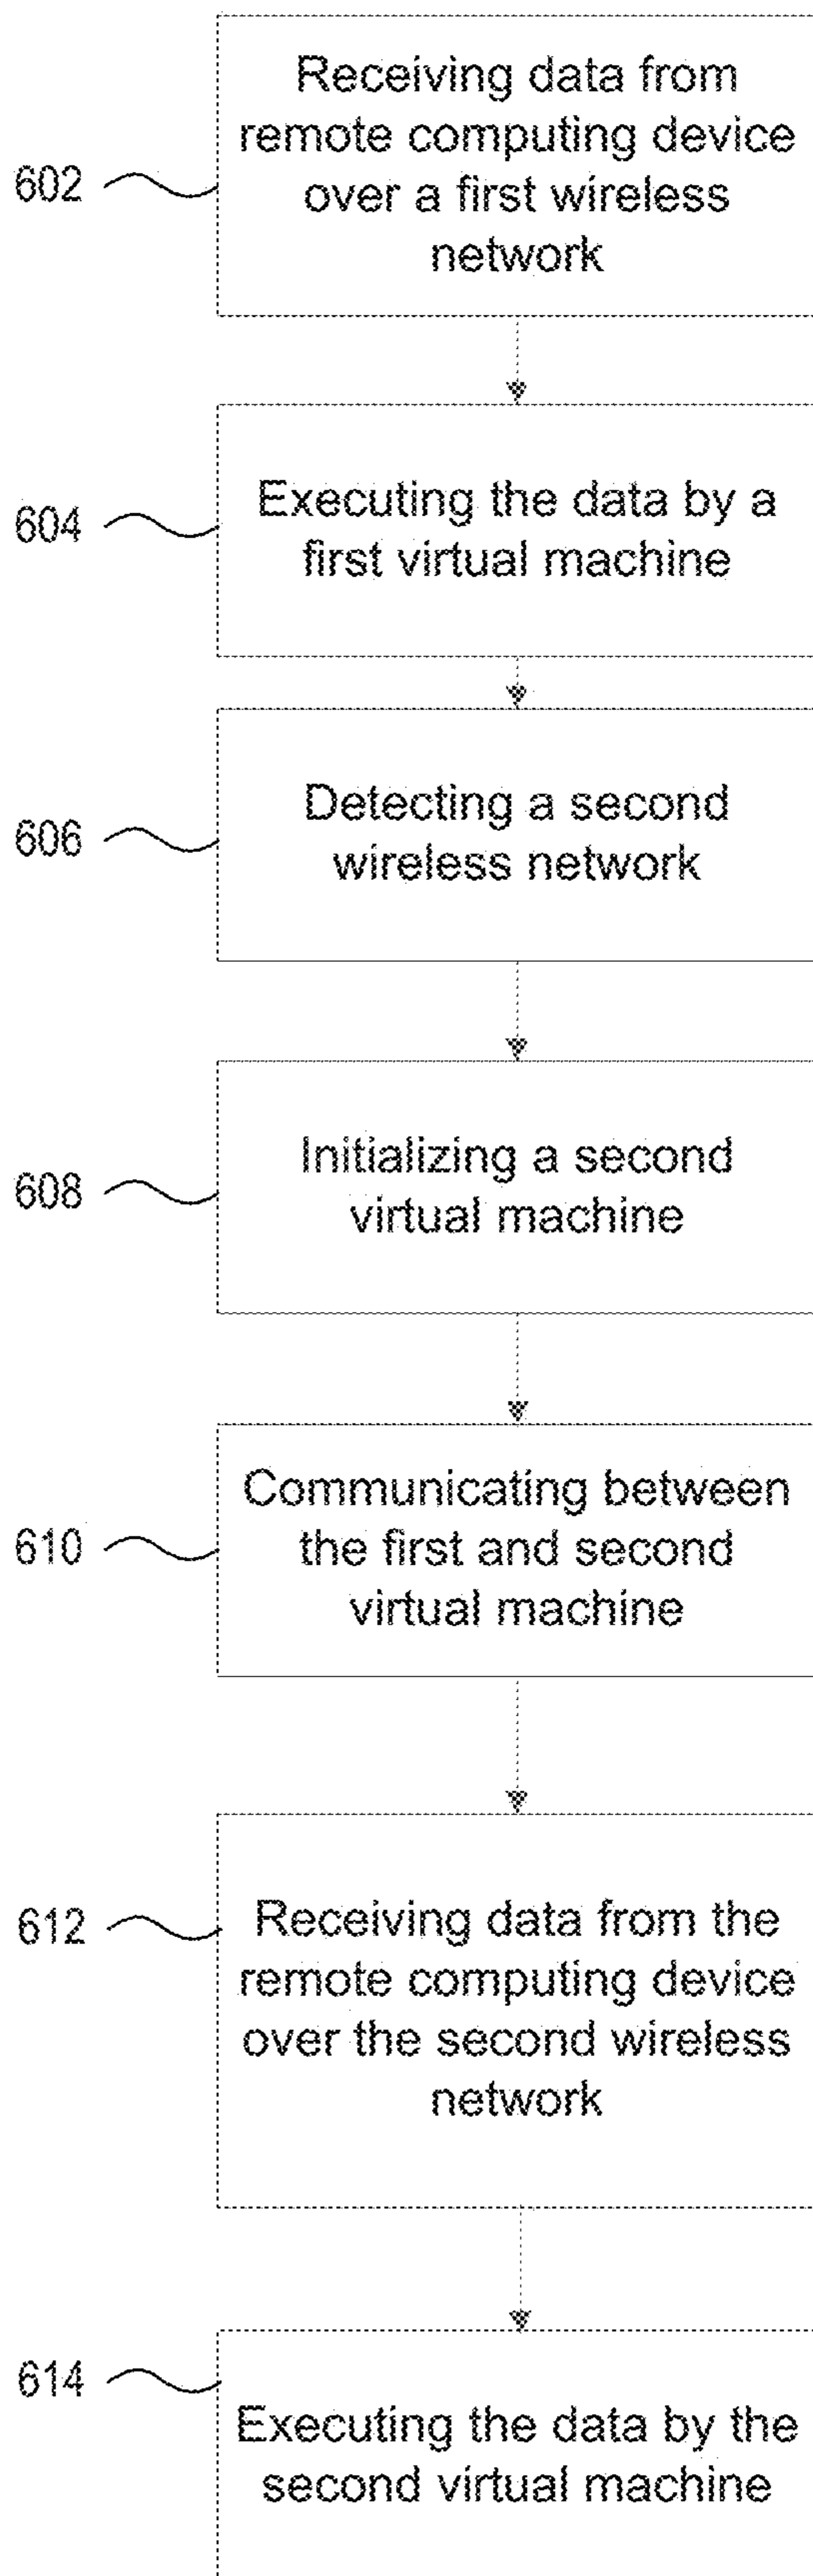 602
Receiving data from
remote computing device
over a first wireless
network
604
Executing the data by a
first virtual machine
606
Detecting a second
wireless network
608
Initializing a second
virtual machine
610
Communicating between
the first and second
virtual machine
612
Receiving data from the
remote computing device
over the second wireless
network
614
Executing the data by the
second virtual machine